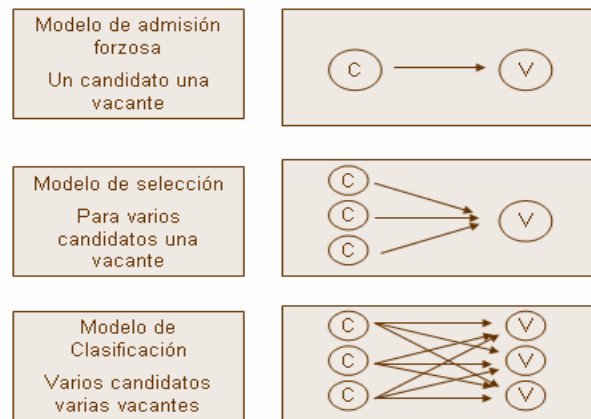 Modelo de admisión
forzosa
Un candidato una
vacante
C
V
Modelo de selección
Para varios
candidatos una
vacante
C
C
C
V
Modelo de
Clasificación
Varios candidatos
varias vacantes
C
V
C
V
C
V